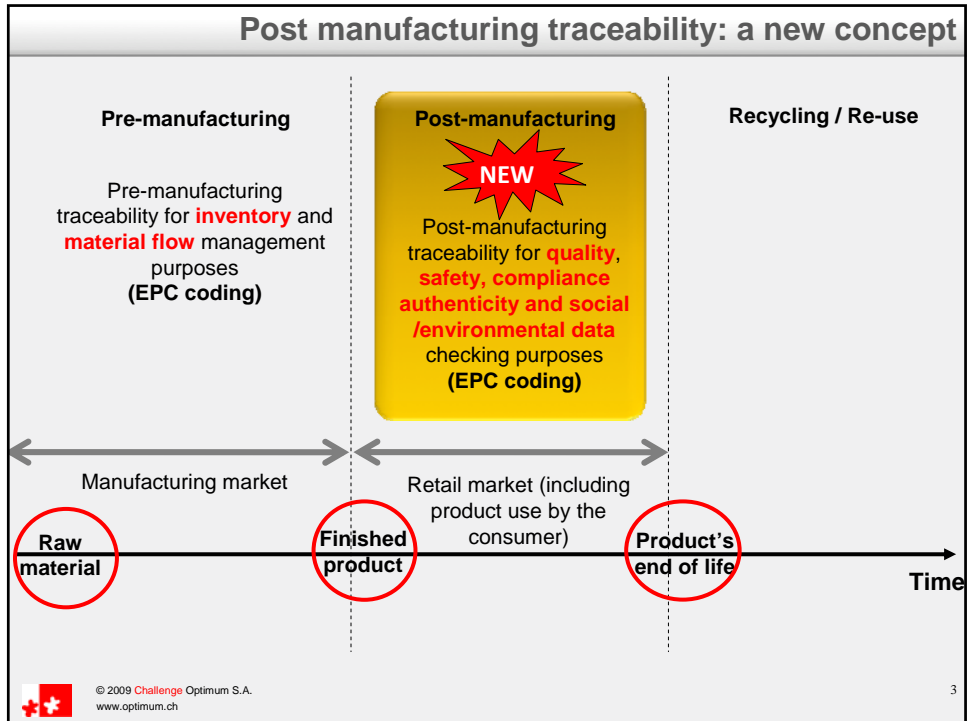 Post manufacturing traceability: a new concept
Pre-manufacturing
Pre-manufacturing
traceability for inventory and
material flow management
purposes
(EPC coding)
Post-manufacturing
NEW
Post-manufacturing
traceability for quality,
safety, compliance
authenticity and social
/environmental data
checking purposes
(EPC coding)
Recycling / Re-use
Manufacturing market
Retail market (including
product use by the
consumer)
Raw
material
Finished
product
Product's
end of life
Time
© 2009 Challenge Optimum S.A.
www.optimum.ch
3